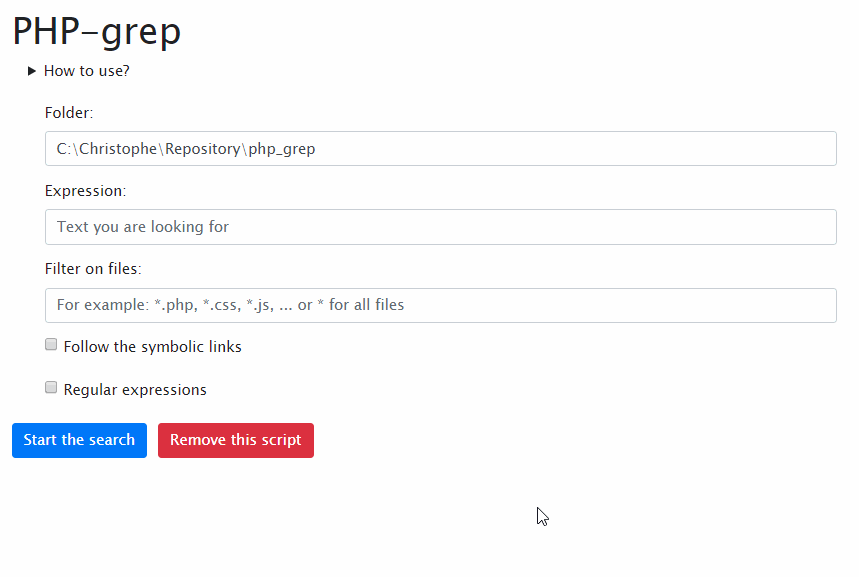 PHP-grep
How to use?
Folder:
C:\Christophe\Repository\php_grep
Expression:
Text you are looking for
Filter on files:
For example: *.php, *.css, *.js, ... or * for all files
Follow the symbolic links
Regular expressions
Start the search Remove this script